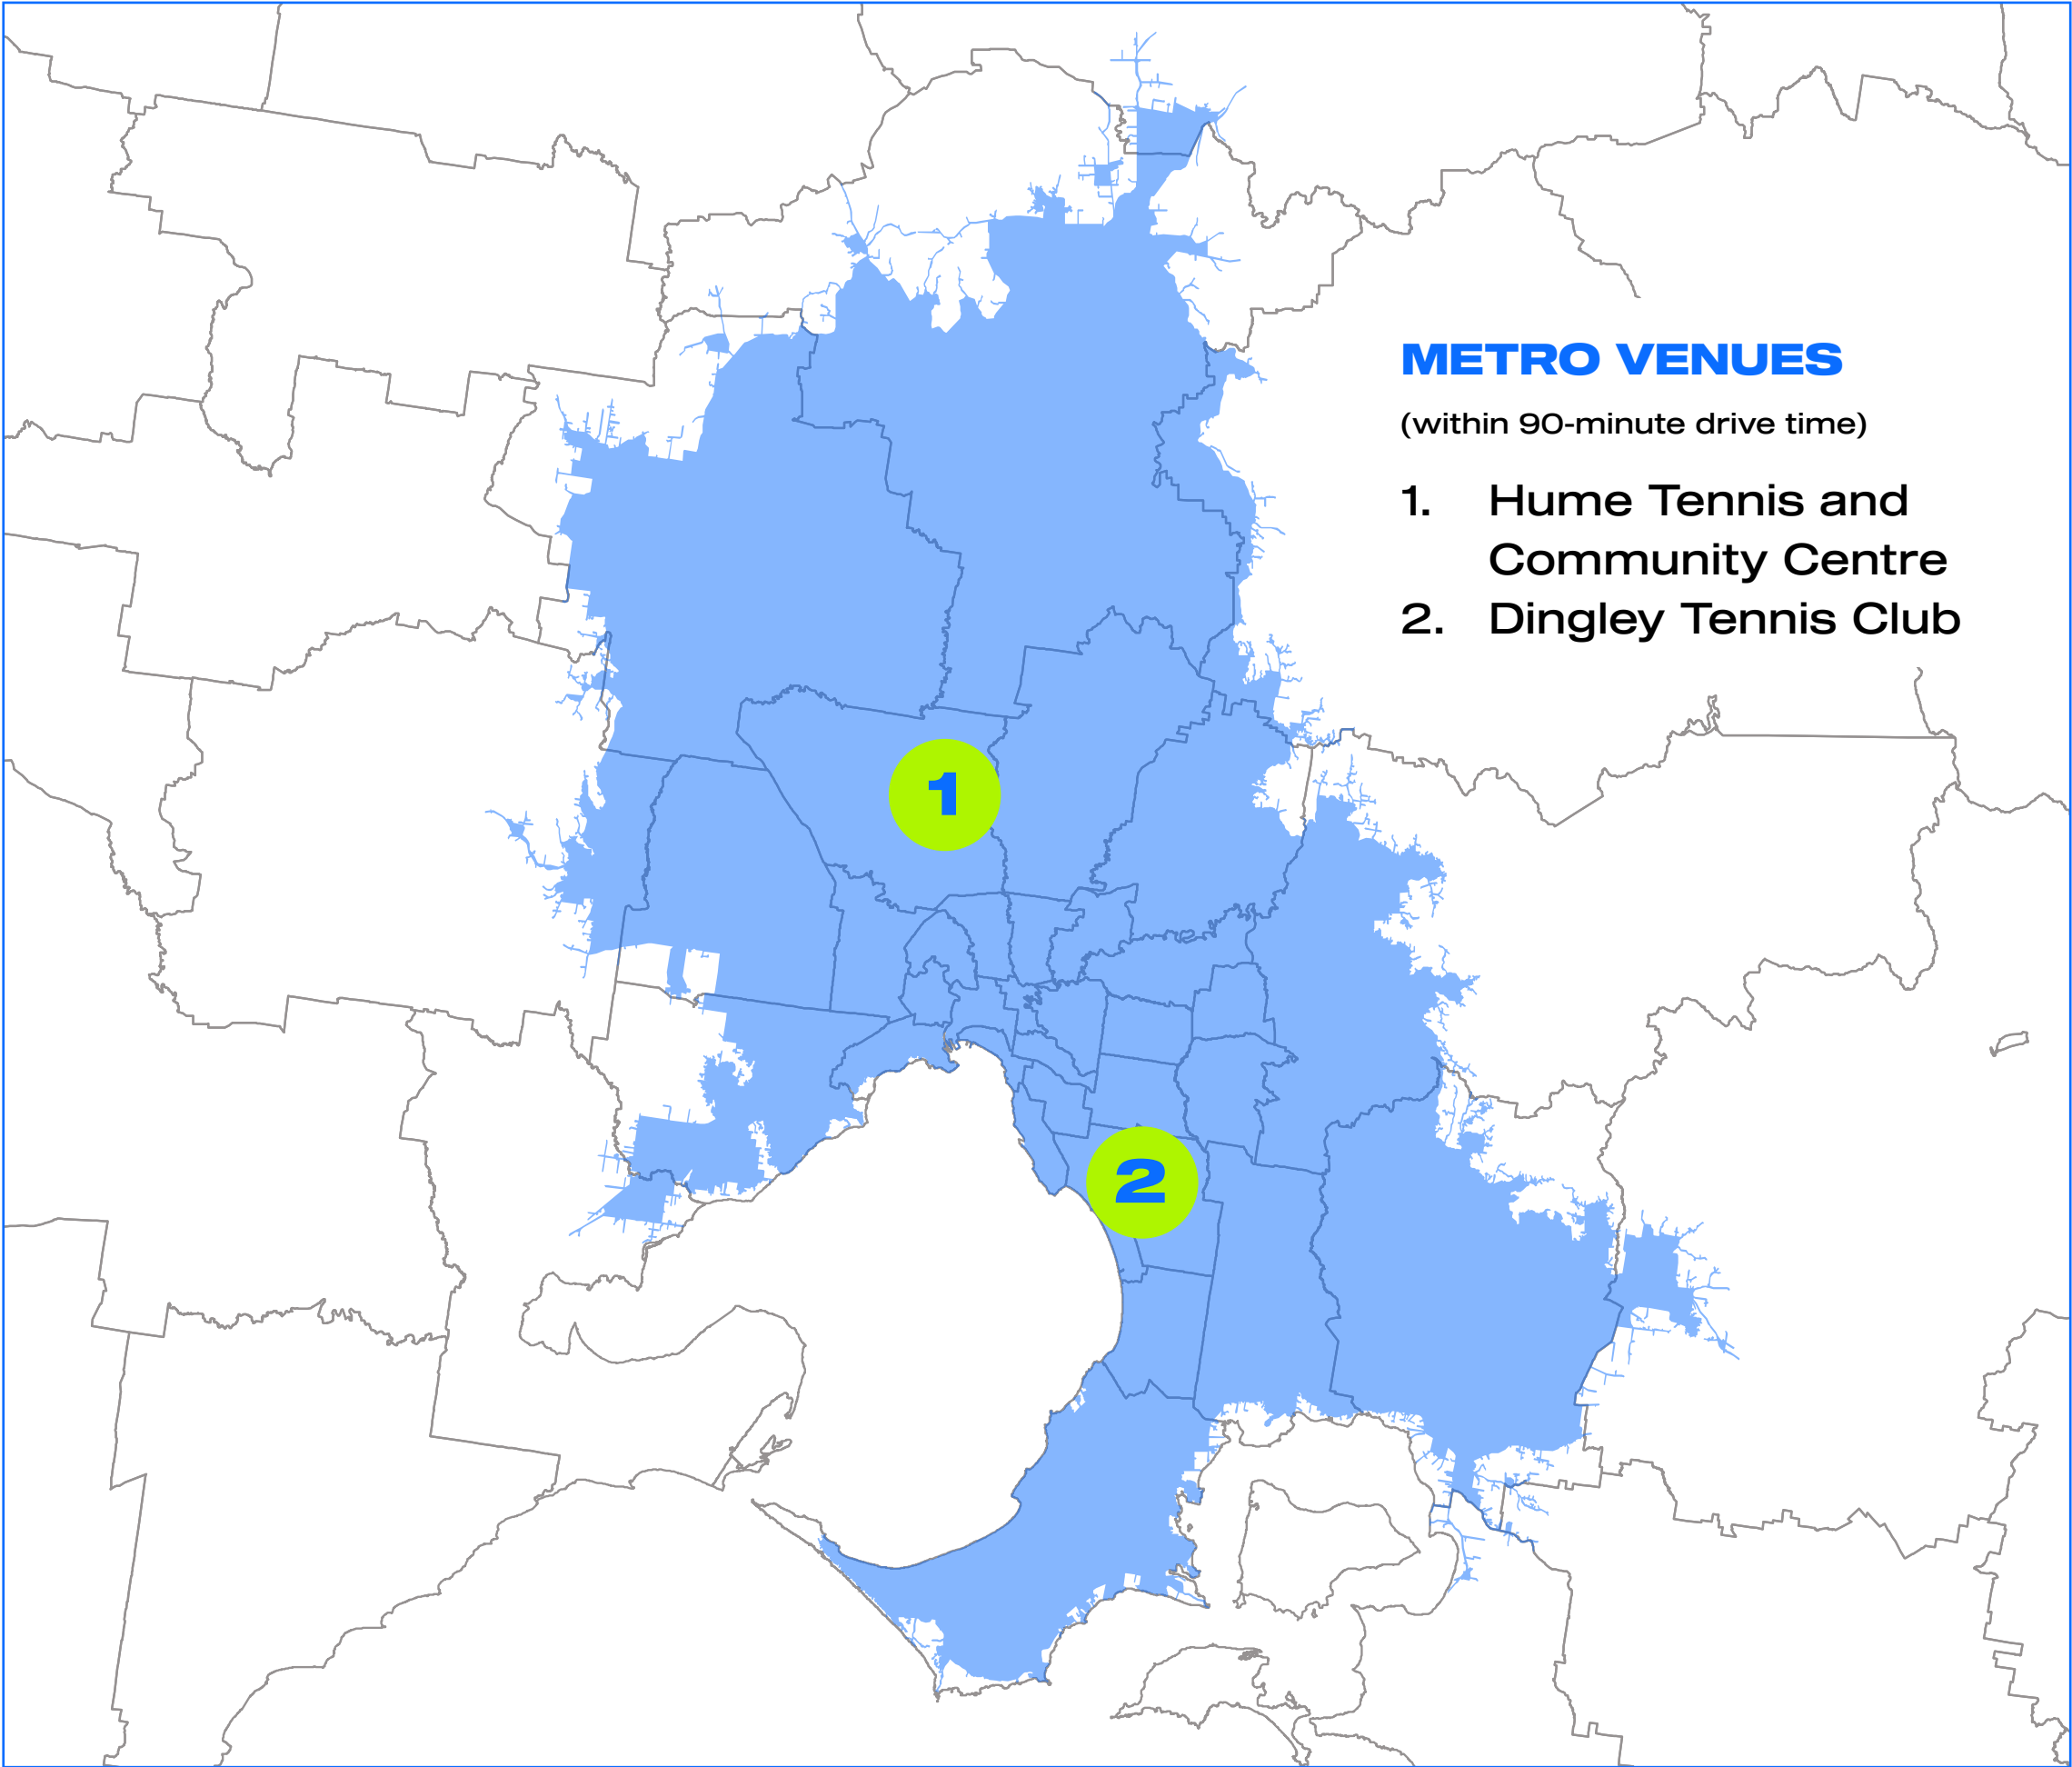 METRO VENUES
(within 90-minute drive time)
1. Hume Tennis and
Community Centre
2. Dingley Tennis Club
1
2